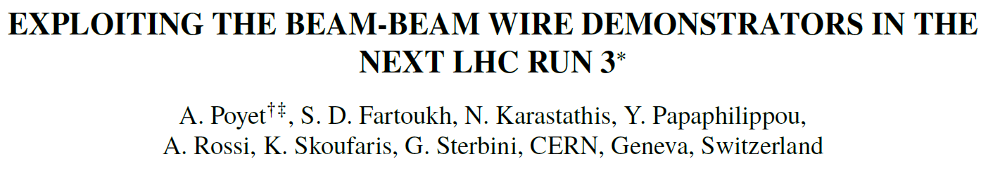 EXPLOITING THE BEAM-BEAM WIRE DEMONSTRATORS IN THE
NEXT LHC RUN 3*
A. Poyet†‡, S. D. Fartoukh, N. Karastathis, Y. Papaphilippou,
A. Rossi, K. Skoufaris, G. Sterbini, CERN, Geneva, Switzerland